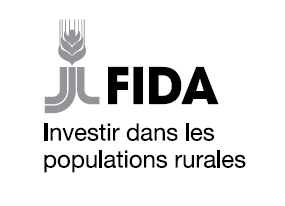 FIDA
Investir dans les
populations rurales